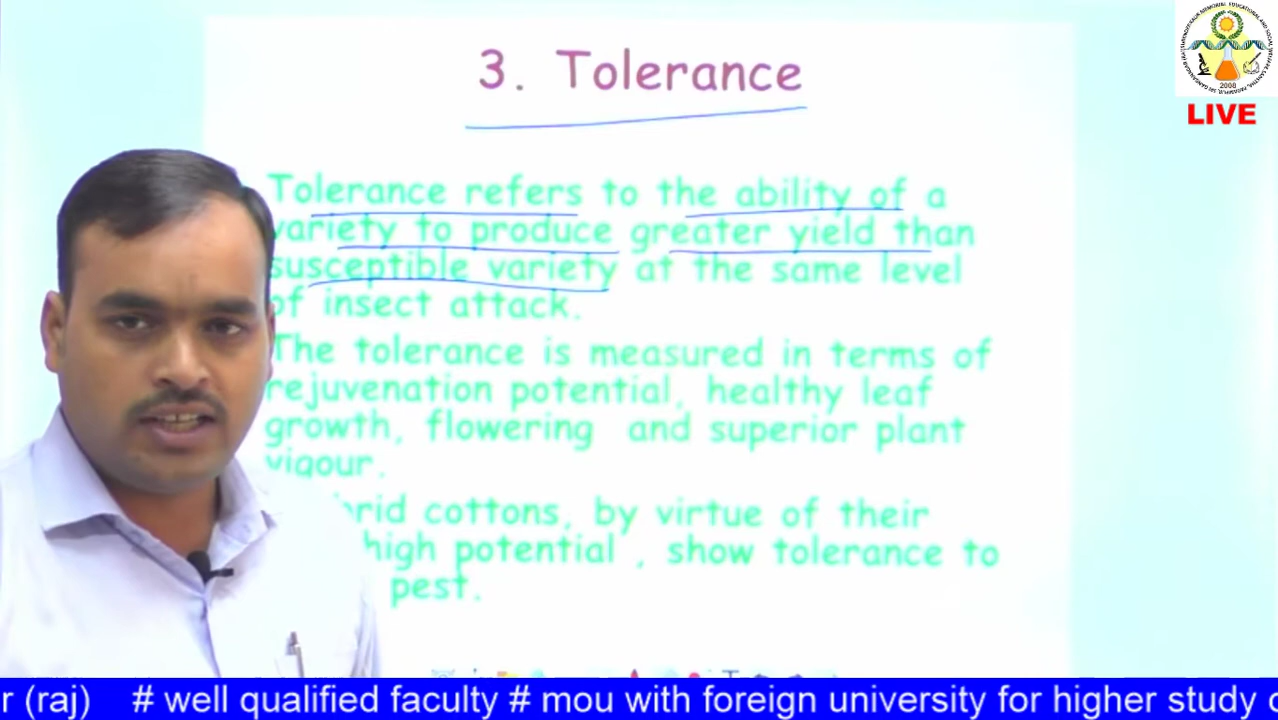 3. Tolerance
LIVE
2008
Tolerance refers to the ability of a
variety to produce greater yield than
susceptible variety at the same level
of insect attack.
The tolerance is measured in terms of
rejuvenation potential, healthy leaf
growth, flowering and superior plant
vigour.
cottons, by virtue of their
high potential , show tolerance to
pest.
r (raj) # well qualified faculty # mou with foreign university for higher study